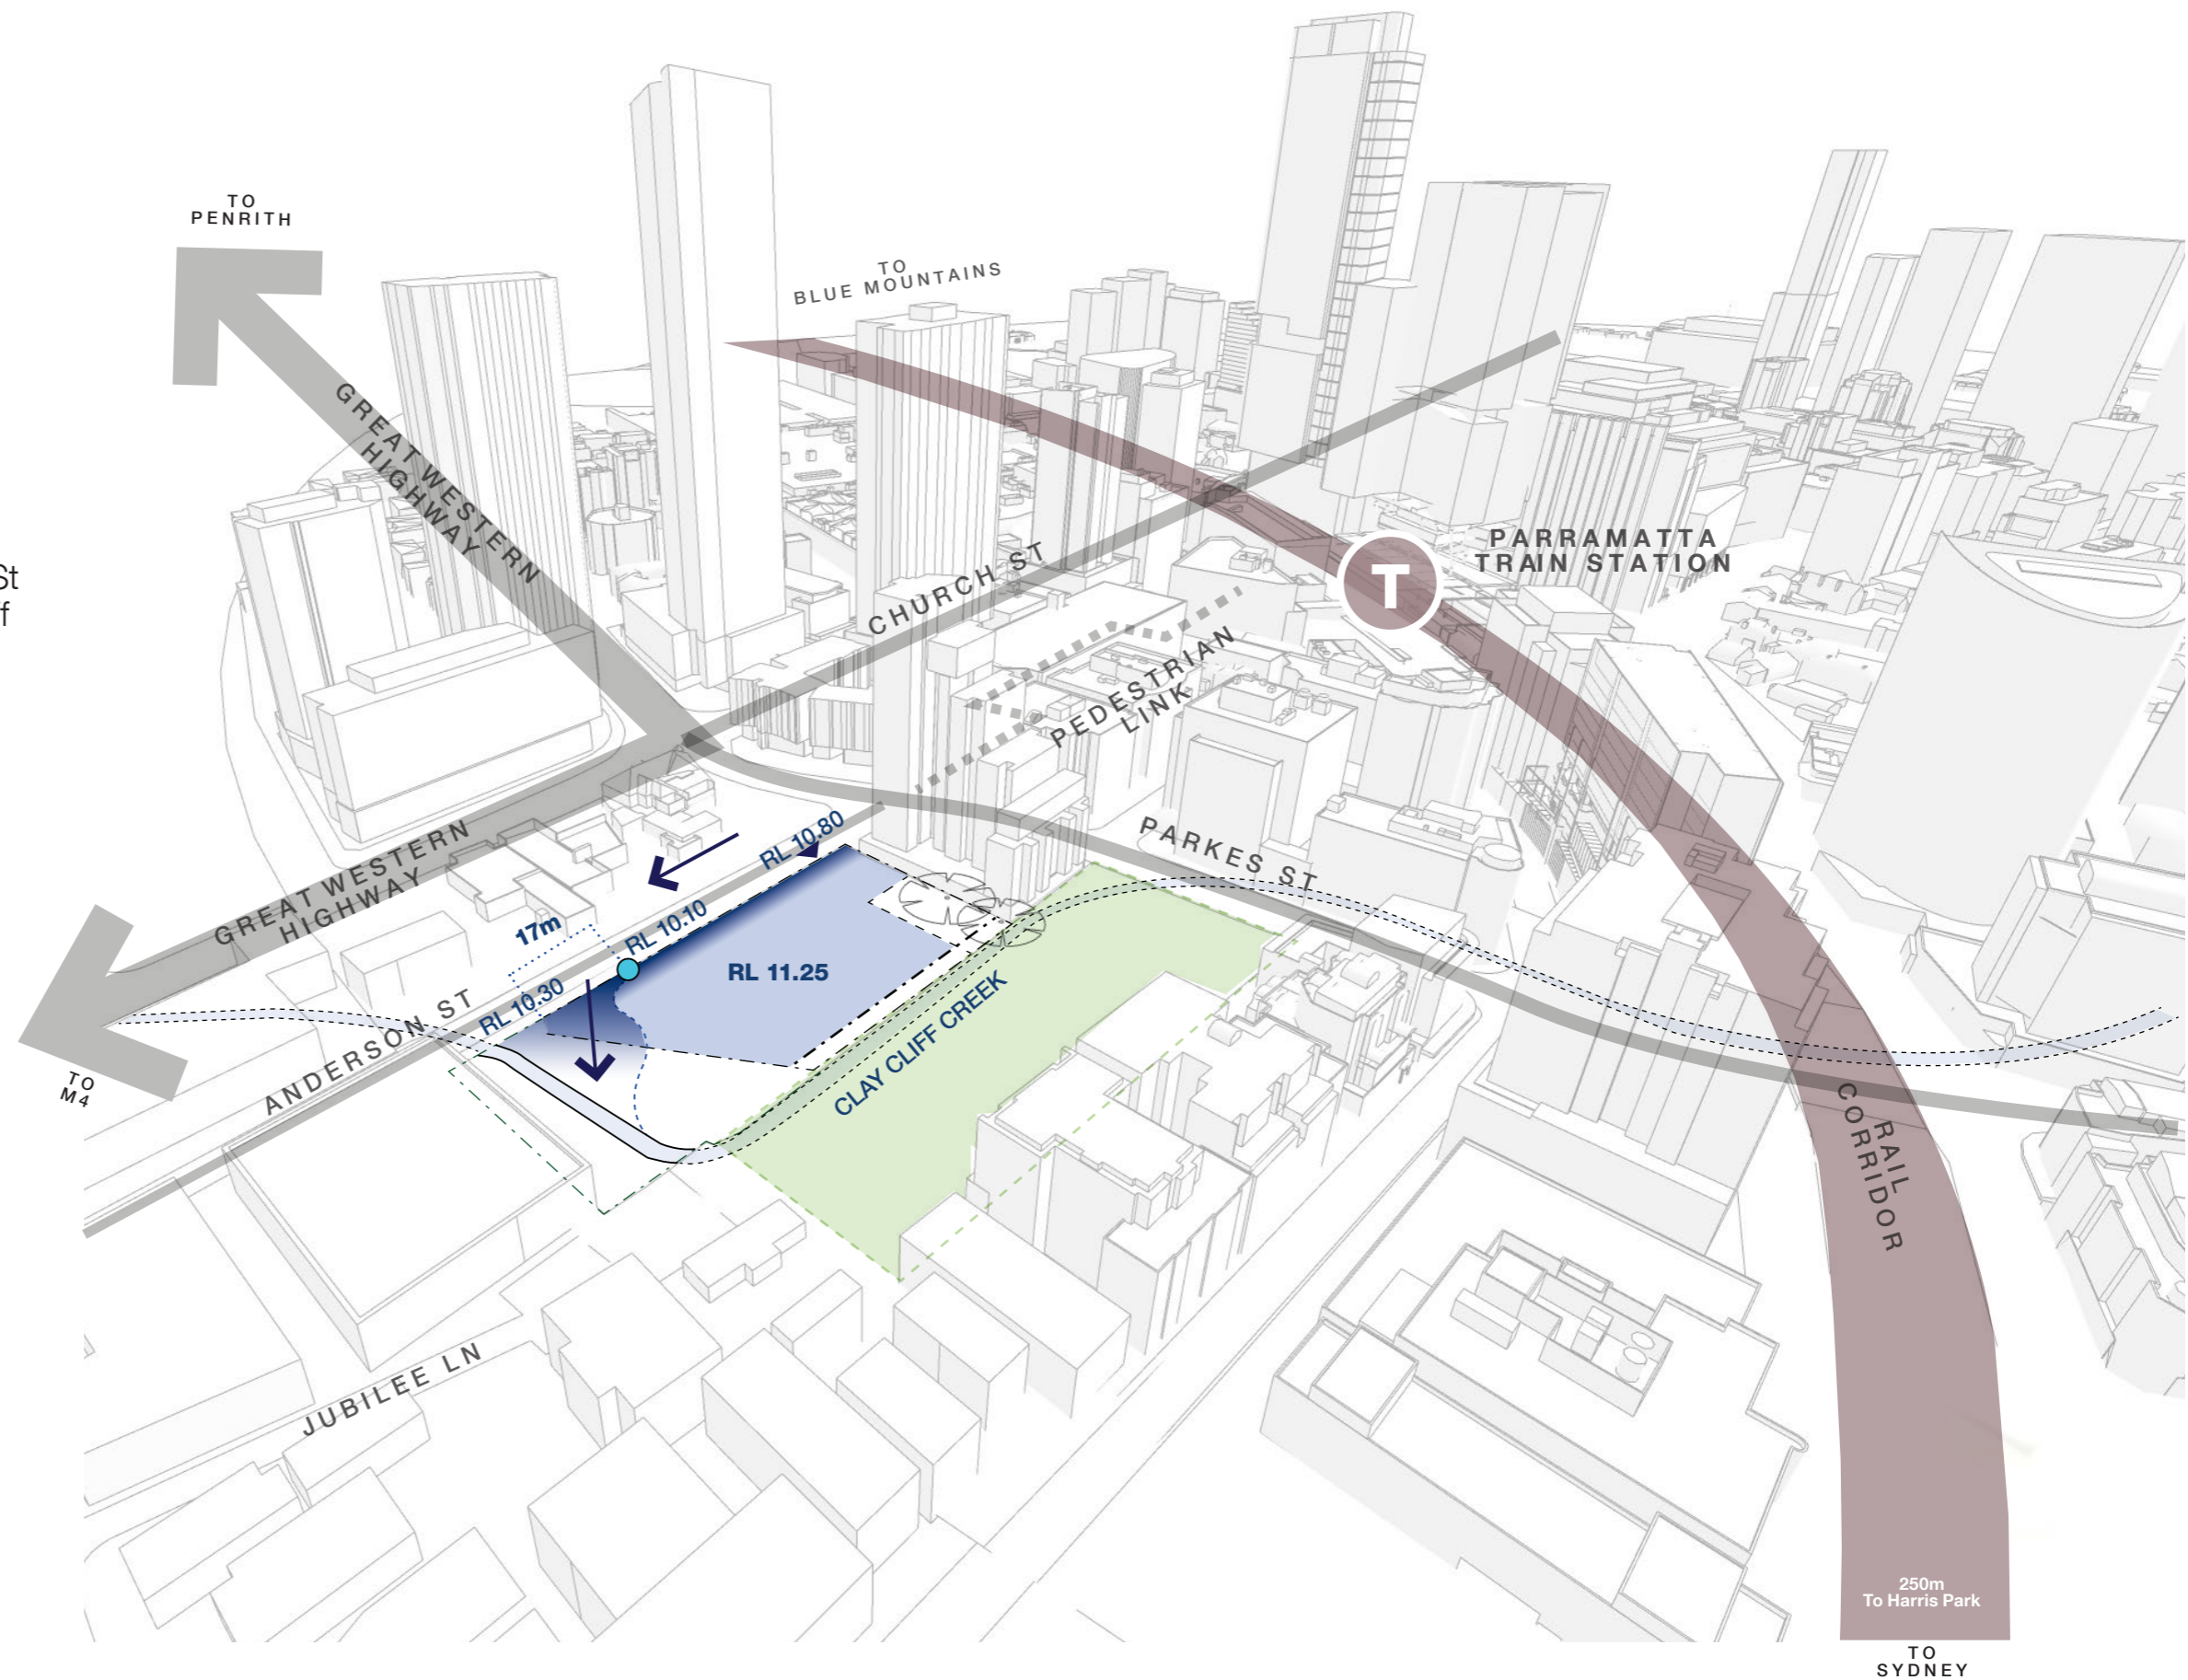 TO
PENRITH
TO
BLUE MOUNTAINS
GREAT WESTERN
HIGHWAY
St
f
CHURCH ST
T
PARRAMATTA
TRAIN STATION
PEDESTRIAN
LINK
RL 10.80
PARKES ST
GREAT WESTERN
HIGHWAY
17m
RL 10.10
RL 11.25
RL 10.30
ANDERSON ST
CLAY CLIFF CREEK
TO
M4
RAIL
CORRIDOR
JUBILEE LN
250m
To Harris Park
TO
SYDNEY